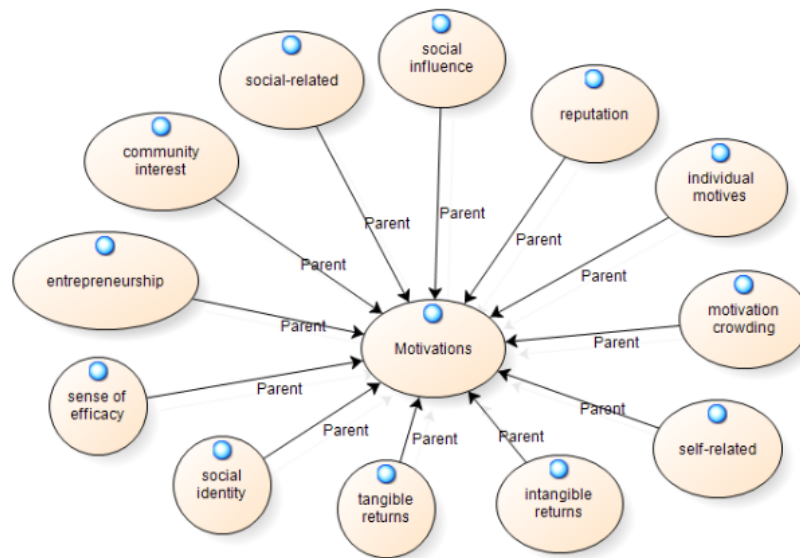 social
influence
social-related
reputation
community
interest
individual
motives
Parent
Parent
Parent
Parent
Parent
entrepreneurship
motivation
crowding
Parent
Motivations
Parent
sense of
efficacy
Parent
Parent
self-related
Parent
Parent
Parent
social
identity
tangible
returns
intangible
returns